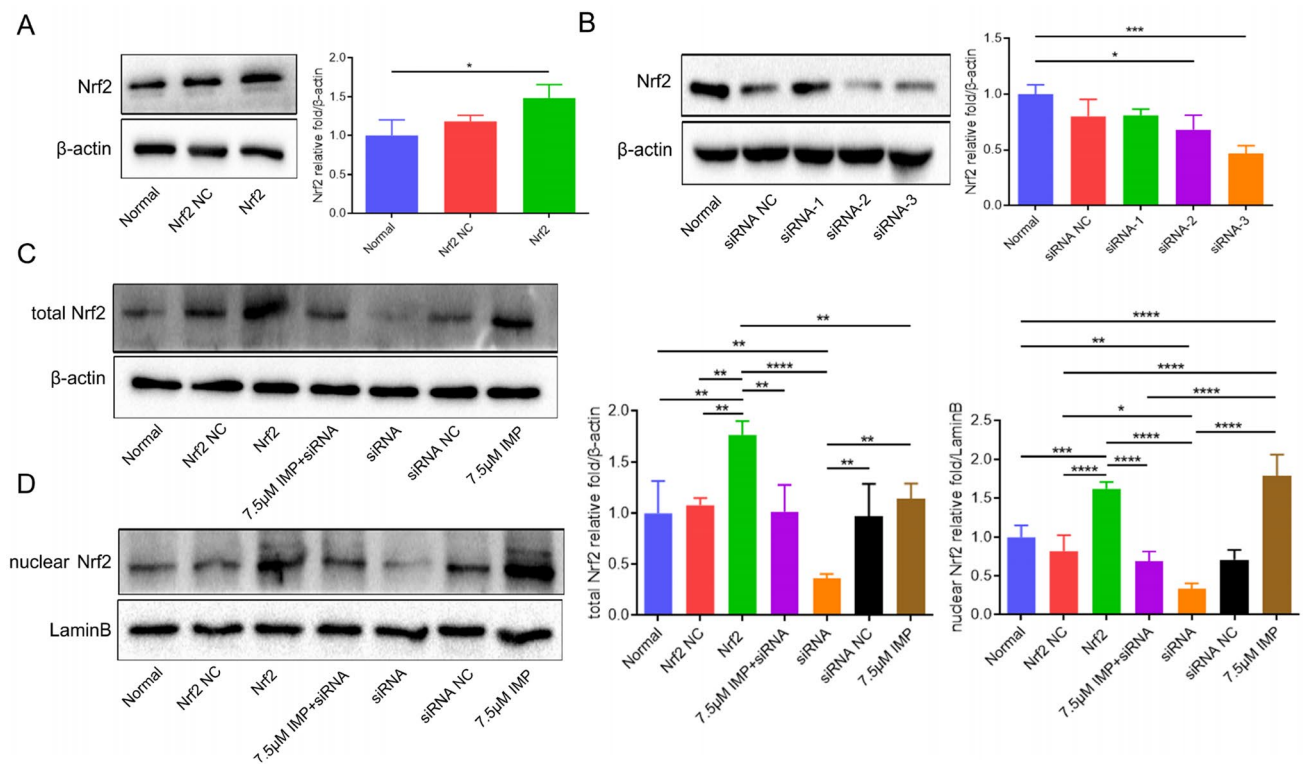 A
Nrf2
β-actin
Normal
Nrf2 NC
Nrf2
Nrf2 relative fold/β-actin
2.0
1.5
1.0
0.5
0.0
*
Normal
Nrf2 NC
Nrf2
B
Nrf2
β-actin
Normal
siRNA NC
siRNA-1
siRNA-2
siRNA-3
Nrf2 relative fold/β-actin
1.5
1.0
0.5
0.0
***
*
Normal
siRNA NC
siRNA-1
siRNA-2
siRNA-3
C
total Nrf2
β-actin
Normal
Nrf2 NC
Nrf2
7.5μM IMP+siRNA
siRNA
siRNA NC
7.5μM IMP
total Nrf2 relative fold/β-actin
2.0
1.5
1.0
0.5
0.0
**
**
** ****
** **
**
**
**
Normal
Nrf2 NC
Nrf2
7.5μM IMP+siRNA
siRNA
siRNA NC
7.5μM IMP
D
nuclear Nrf2
LaminB
Normal
Nrf2 NC
Nrf2
7.5μM IMP+siRNA
siRNA
siRNA NC
7.5μM IMP
nuclear Nrf2 relative fold/LaminB
2.5
2.0
1.5
1.0
0.5
0.0
****
**
****
****
*
****
****
***
**** ****
Normal
Nrf2 NC
Nrf2
7.5μM IMP+siRNA
siRNA
siRNA NC
7.5μM IMP